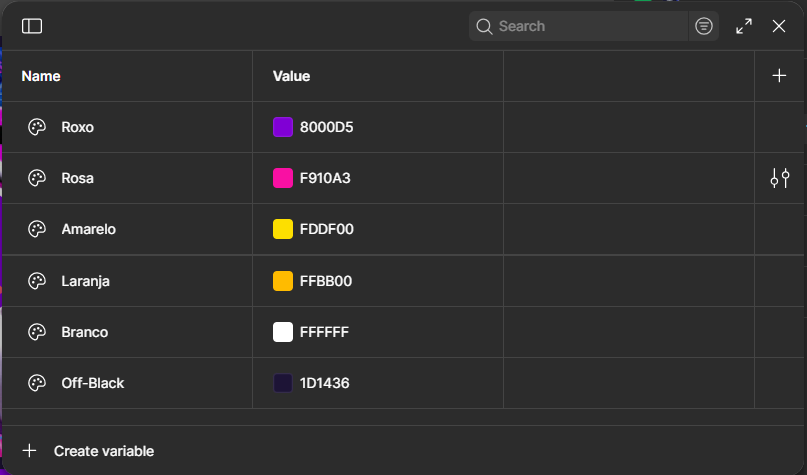 Search
Name Value
Roxo 8000D5
Rosa F910A3
Amarelo FDDF00
Laranja FFBB00
Branco FFFFFF
Off-Black 1D1436
Create variable